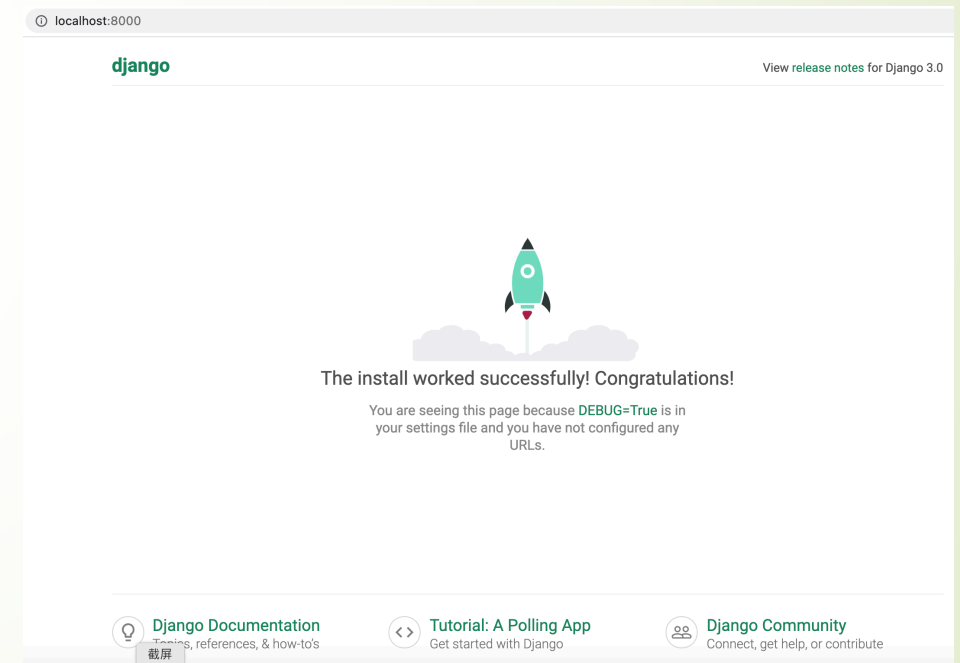 localhost:8000
django
View release notes for Django 3.0
The install worked successfully! Congratulations!
You are seeing this page because DEBUG=True is in
your settings file and you have not configured any
URLs.
Django Documentation
Topics, references, & how-to's
Tutorial: A Polling App
Get started with Django
Django Community
Connect, get help, or contribute
截屏